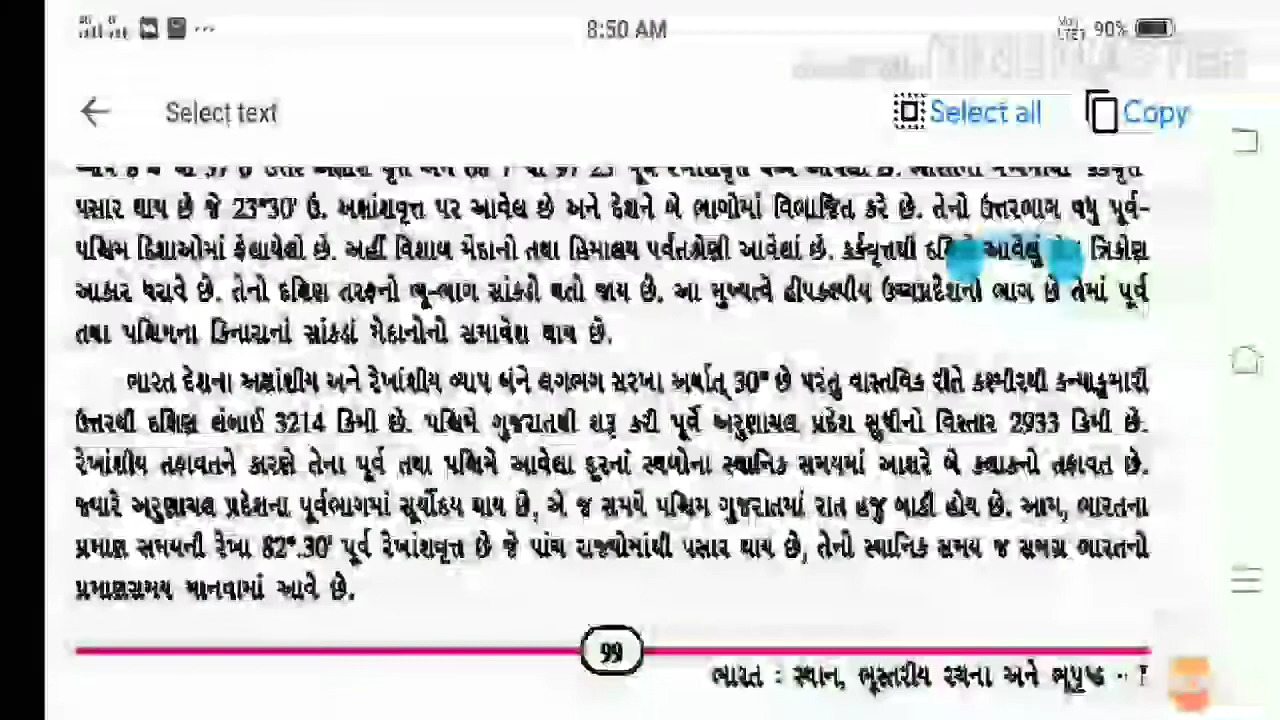 8:50 AM
90%
Select text
Select all
Copy
પસાર થાય છે જે 23°30' ઉ. અક્ષાંશવૃત્ત પર આવેલ છે અને દેશને બે ભાગોમાં વિભાજિત કરે છે. તેનો ઉત્તરભાગ વધુ પૂર્વ-
પશ્ચિમ દિશાઓમાં ફેલાયેલો છે. અહીં વિશાળ મેદાનો તથા હિમાલય પર્વતશ્રેણી આવેલાં છે. કર્કવૃત્તથી આવેલું ત્રિકોણ
આકાર ધરાવે છે. તેનો દક્ષિણ તરફનો ભૂ-ભાગ સાંકડો થતો જાય છે. આ મુખ્યત્વે દ્વીપકલ્પીય ઉચ્ચપ્રદેશનો ભાગ છે તેમાં પૂર્વ
તથા પશ્ચિમના કિનારાનાં સાંકડાં મેદાનોનો સમાવેશ થાય છે.
ભારત દેશના અક્ષાંશીય અને રેખાંશીય વ્યાપ બંને લગભગ સરખા અર્થાત્ 30° છે પરંતુ વાસ્તવિક રીતે કશ્મીરથી કન્યાકુમારી
ઉત્તરથી દક્ષિણ લંબાઈ 3214 કિમી છે. પશ્ચિમે ગુજરાતથી શરૂ કરી પૂર્વે અરુણાચલ પ્રદેશ સુધીનો વિસ્તાર 2933 કિમી છે.
રેખાંશીય તફાવતને કારણે તેના પૂર્વ તથા પશ્ચિમે આવેલા દૂરનાં સ્થળોના સ્થાનિક સમયમાં આશરે બે કલાકનો તફાવત છે.
જ્યારે અરુણાચલ પ્રદેશના પૂર્વભાગમાં સૂર્યોદય થાય છે, એ જ સમયે પશ્ચિમ ગુજરાતમાં રાત હજુ બાકી હોય છે. આમ, ભારતના
પ્રમાણ સમયની રેખા 82°.30' પૂર્વ રેખાંશવૃત્ત છે જે પાંચ રાજ્યોમાંથી પસાર થાય છે, તેનો સ્થાનિક સમય જ સમગ્ર ભારતનો
પ્રમાણસમય માનવામાં આવે છે.
99
ભારત : સ્થાન, ભૂસ્તરીય રચના અને ભૂપૃષ્ઠ - I